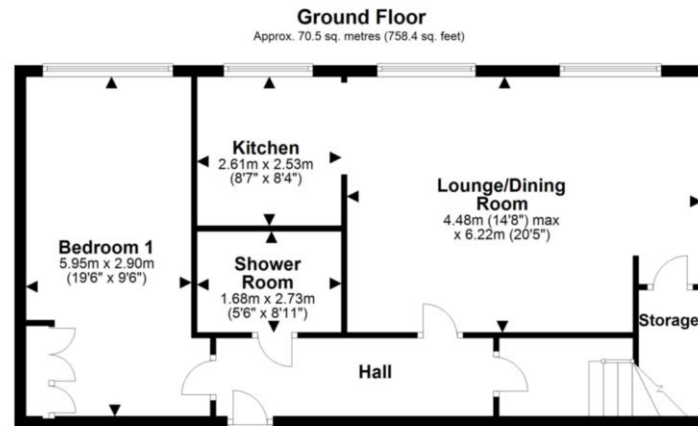 Ground Floor
Approx. 70.5 sq. metres (758.4 sq. feet)
Kitchen
2.61m x 2.53m
(8'7" x 8'4")
Lounge/Dining
Room
4.48m (14'8") max
x 6.22m (20'5")
Bedroom 1
5.95m x 2.90m
(19'6" x 9'6")
Shower
Room
1.68m x 2.73m
(5'6" x 8'11")
Storage
Hall